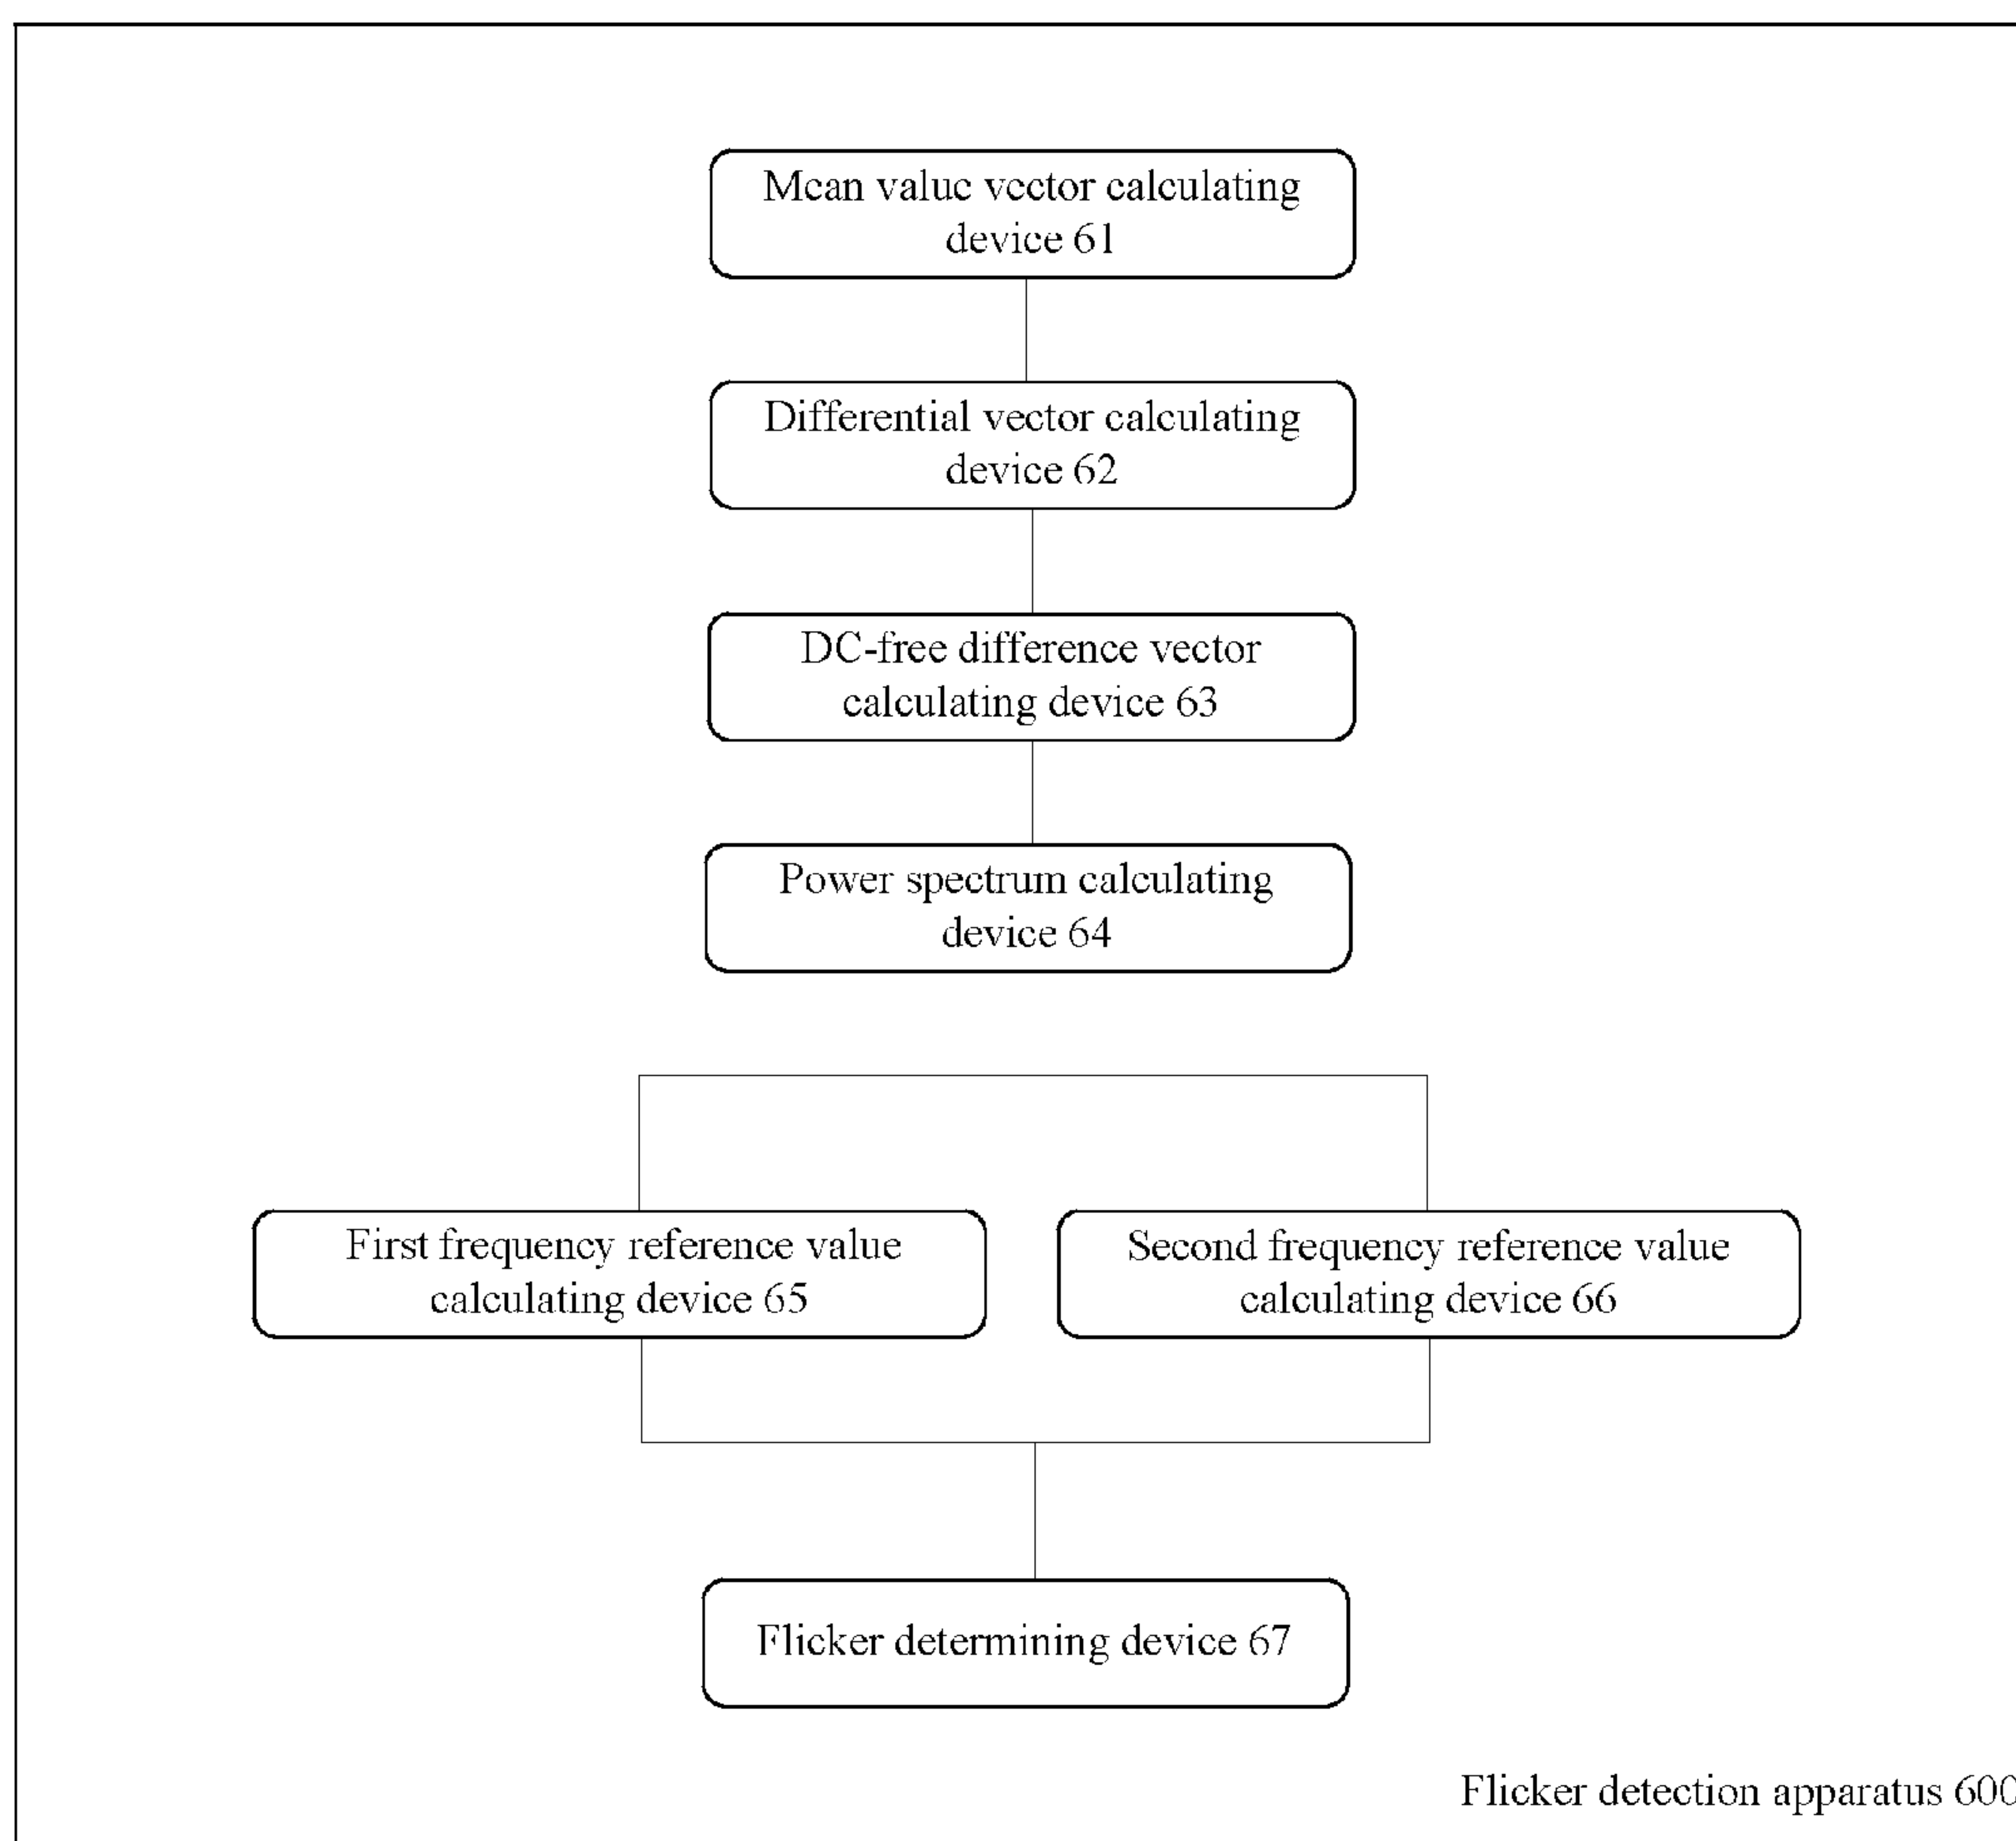 Mean value vector calculating
device 61
Differential vector calculating
device 62
DC-free difference vector
calculating device 63
Power spectrum calculating
device 64
First frequency reference value
calculating device 65
Second frequency reference value
calculating device 66
Flicker determining device 67
Flicker detection apparatus 600